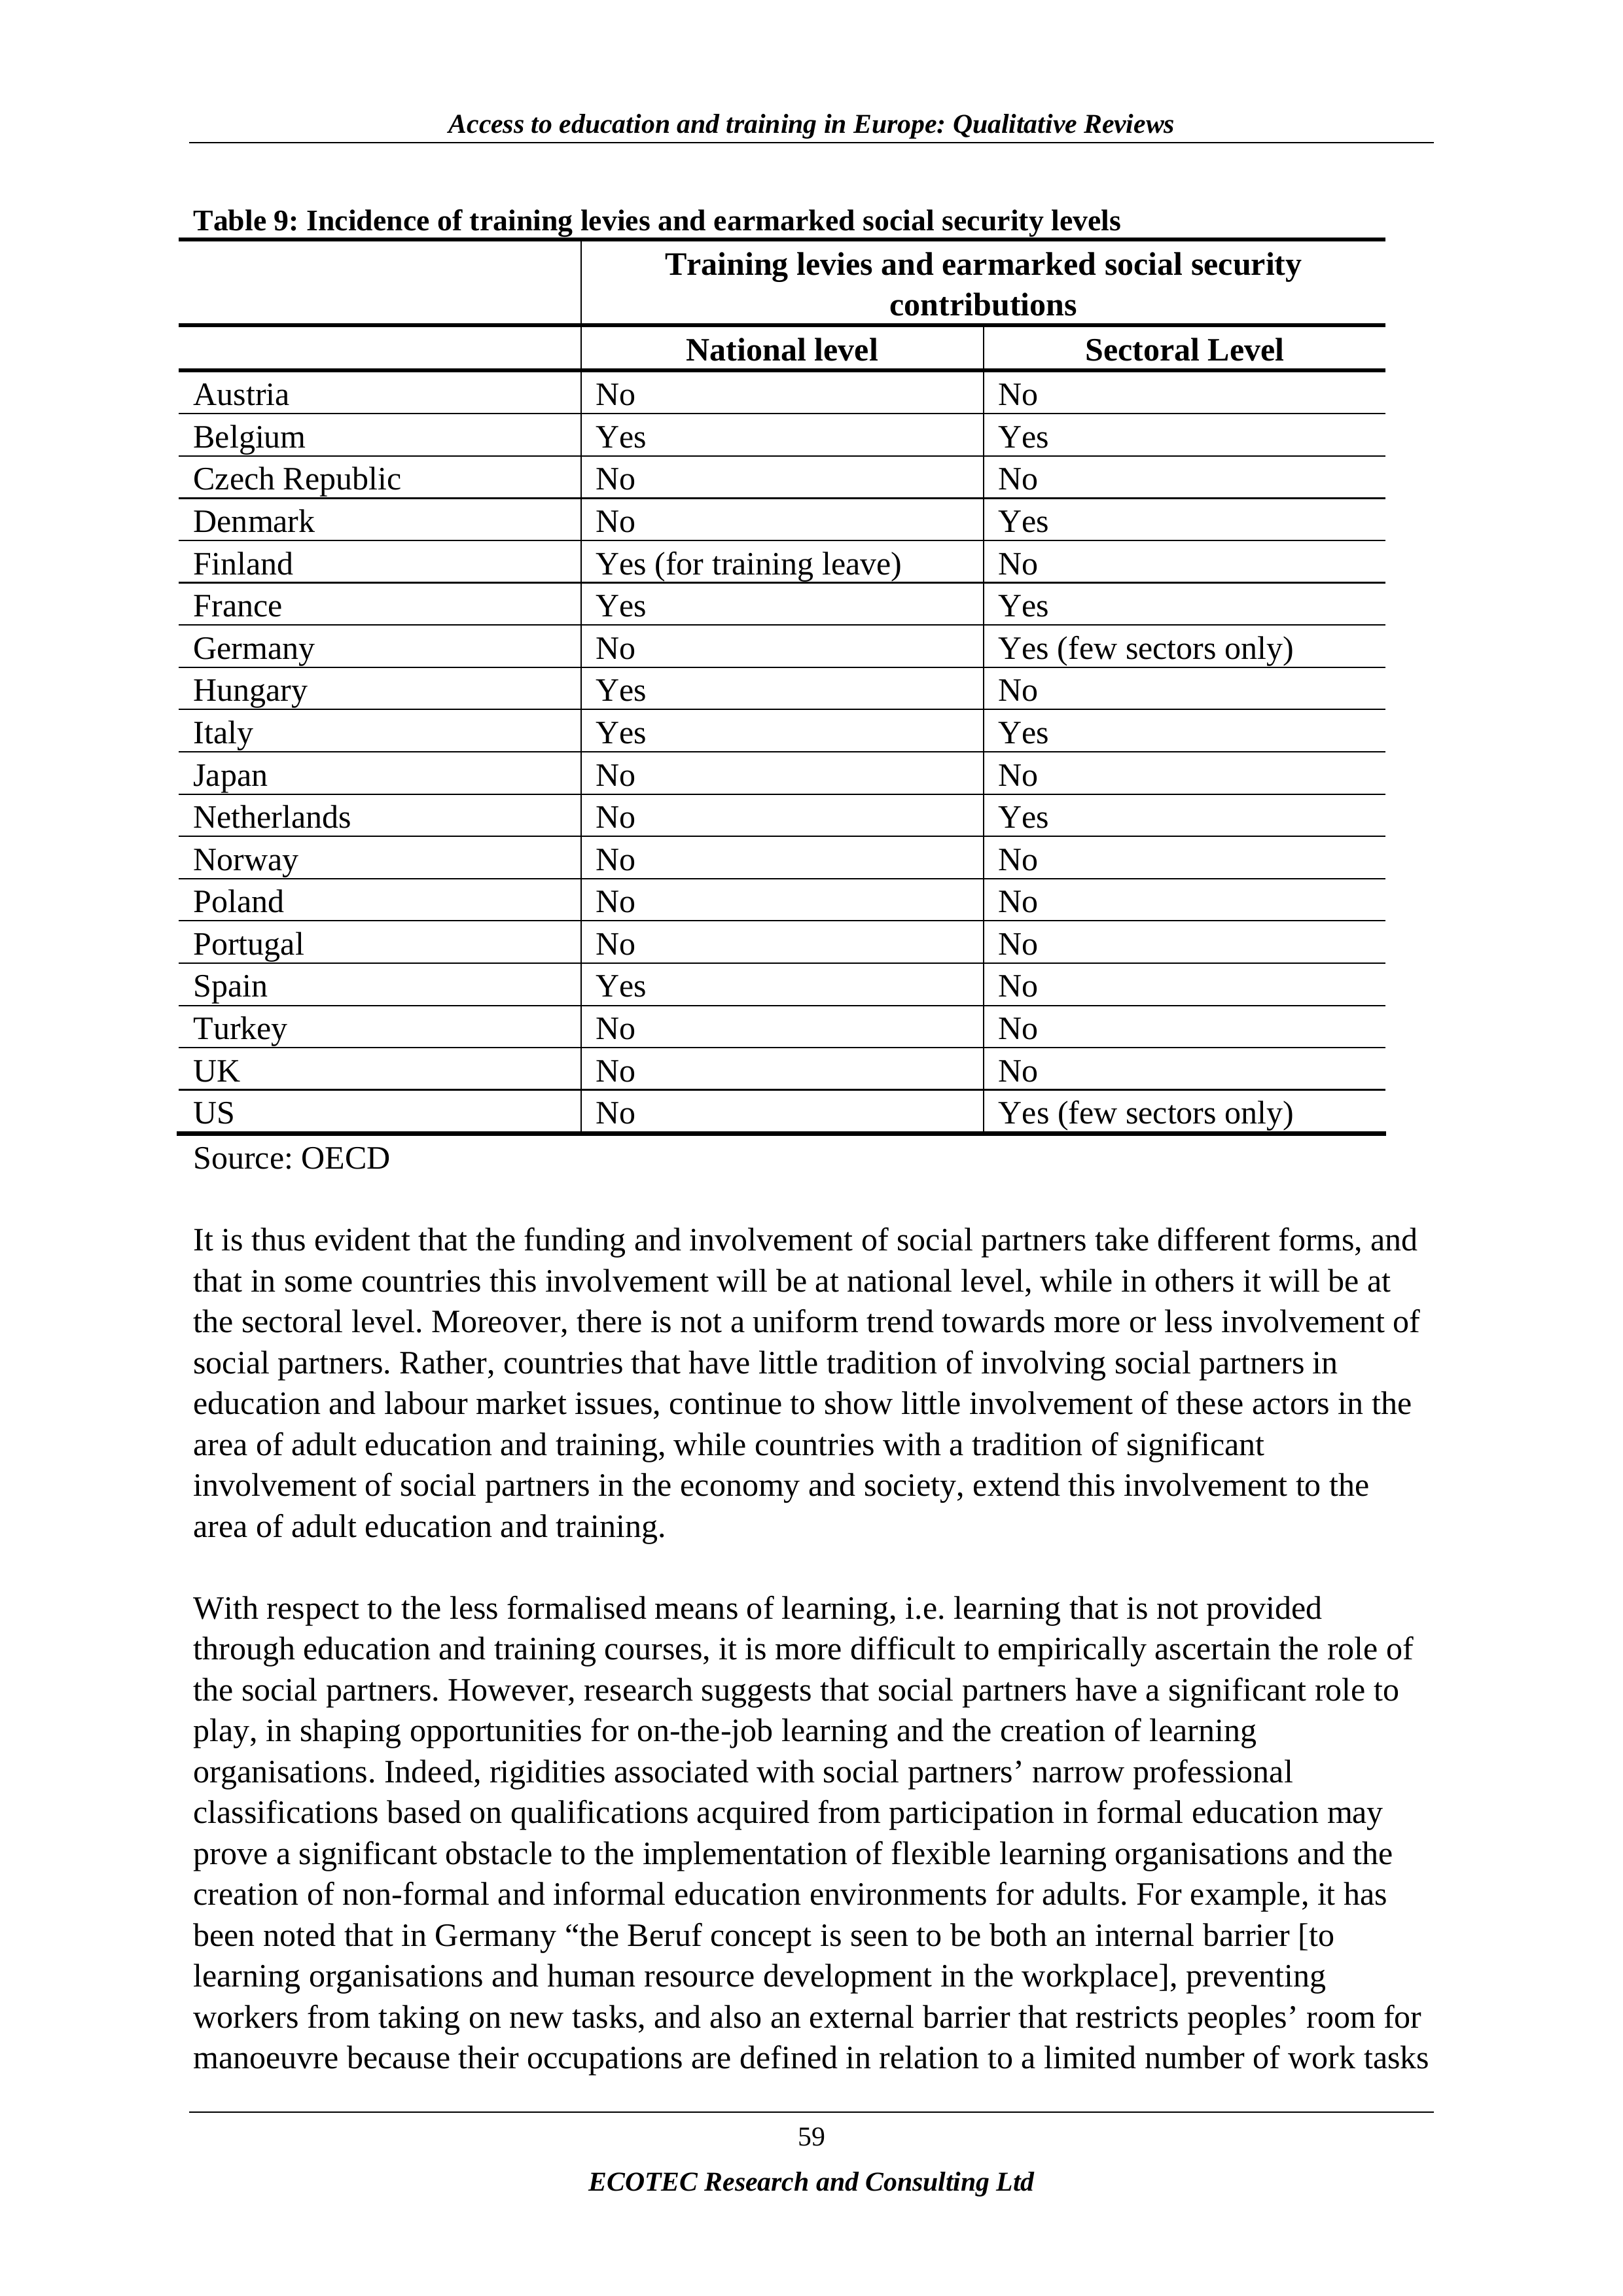 Access to education and training in Europe: Qualitative Reviews
Table 9: Incidence of training levies and earmarked social security levels
Training levies and earmarked social security
contributions
National level Sectoral Level
Austria No No
Belgium Yes Yes
Czech Republic No No
Denmark No Yes
Finland Yes (for training leave) No
France Yes Yes
Germany No Yes (few sectors only)
Hungary Yes No
Italy Yes Yes
Japan No No
Netherlands No Yes
Norway No No
Poland No No
Portugal No No
Spain Yes No
Turkey No No
UK No No
US No Yes (few sectors only)
Source: OECD
It is thus evident that the funding and involvement of social partners take different forms, and
that in some countries this involvement will be at national level, while in others it will be at
the sectoral level. Moreover, there is not a uniform trend towards more or less involvement of
social partners. Rather, countries that have little tradition of involving social partners in
education and labour market issues, continue to show little involvement of these actors in the
area of adult education and training, while countries with a tradition of significant
involvement of social partners in the economy and society, extend this involvement to the
area of adult education and training.
With respect to the less formalised means of learning, i.e. learning that is not provided
through education and training courses, it is more difficult to empirically ascertain the role of
the social partners. However, research suggests that social partners have a significant role to
play, in shaping opportunities for on-the-job learning and the creation of learning
organisations. Indeed, rigidities associated with social partners’ narrow professional
classifications based on qualifications acquired from participation in formal education may
prove a significant obstacle to the implementation of flexible learning organisations and the
creation of non-formal and informal education environments for adults. For example, it has
been noted that in Germany “the Beruf concept is seen to be both an internal barrier [to
learning organisations and human resource development in the workplace], preventing
workers from taking on new tasks, and also an external barrier that restricts peoples’ room for
manoeuvre because their occupations are defined in relation to a limited number of work tasks
59
ECOTEC Research and Consulting Ltd